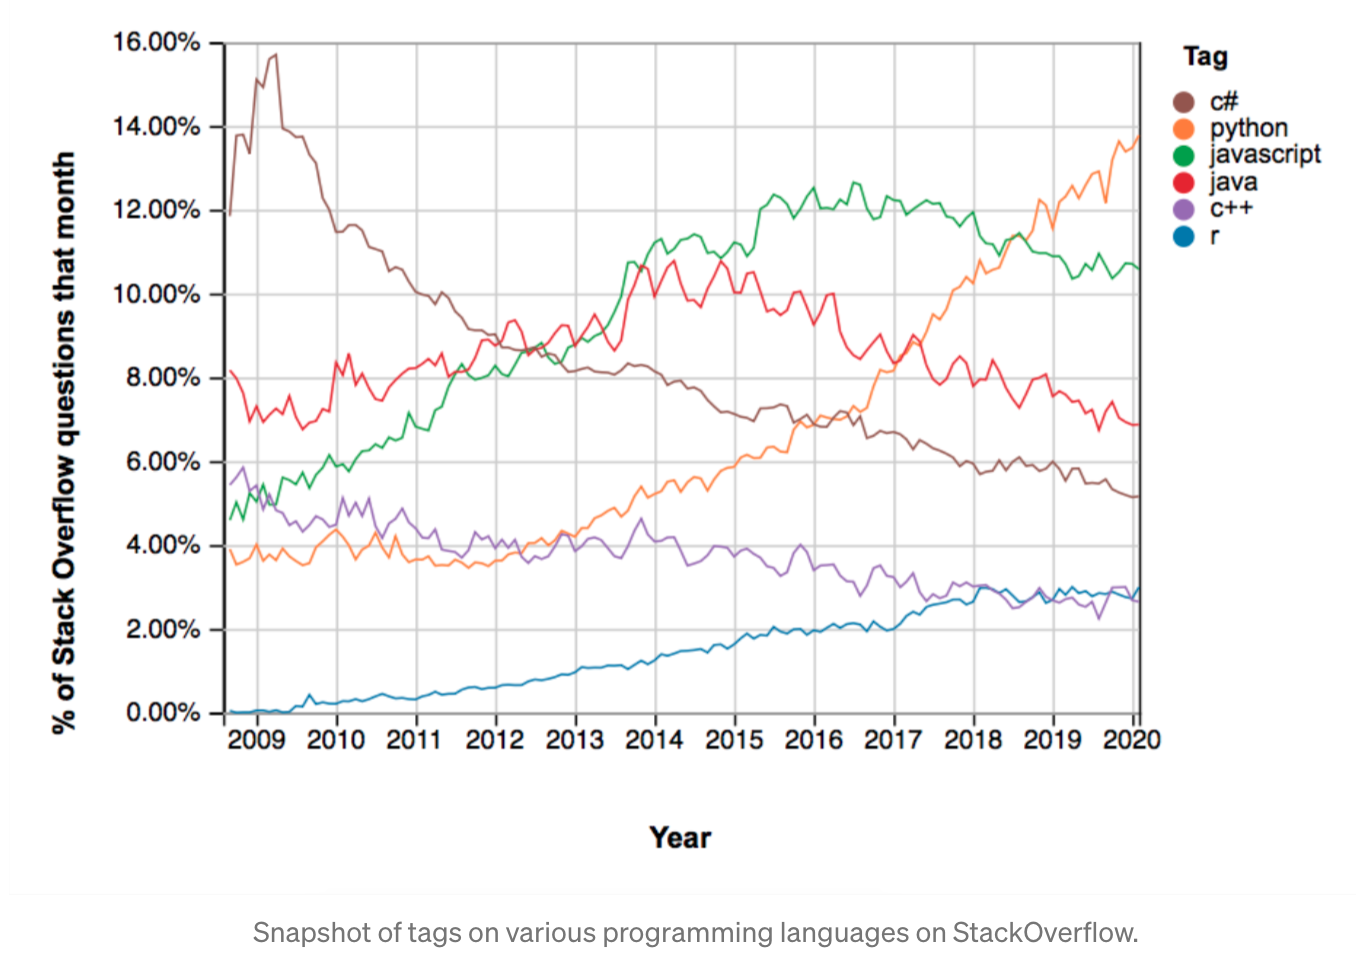 16.00%
14.00%
12.00%
10.00%
8.00%
6.00%
4.00%
2.00%
0.00%
% of Stack Overflow questions that month
2009 2010 2011 2012 2013 2014 2015 2016 2017 2018 2019 2020
Year
Tag
c#
python
javascript
java
c++
r
Snapshot of tags on various programming languages on StackOverflow.